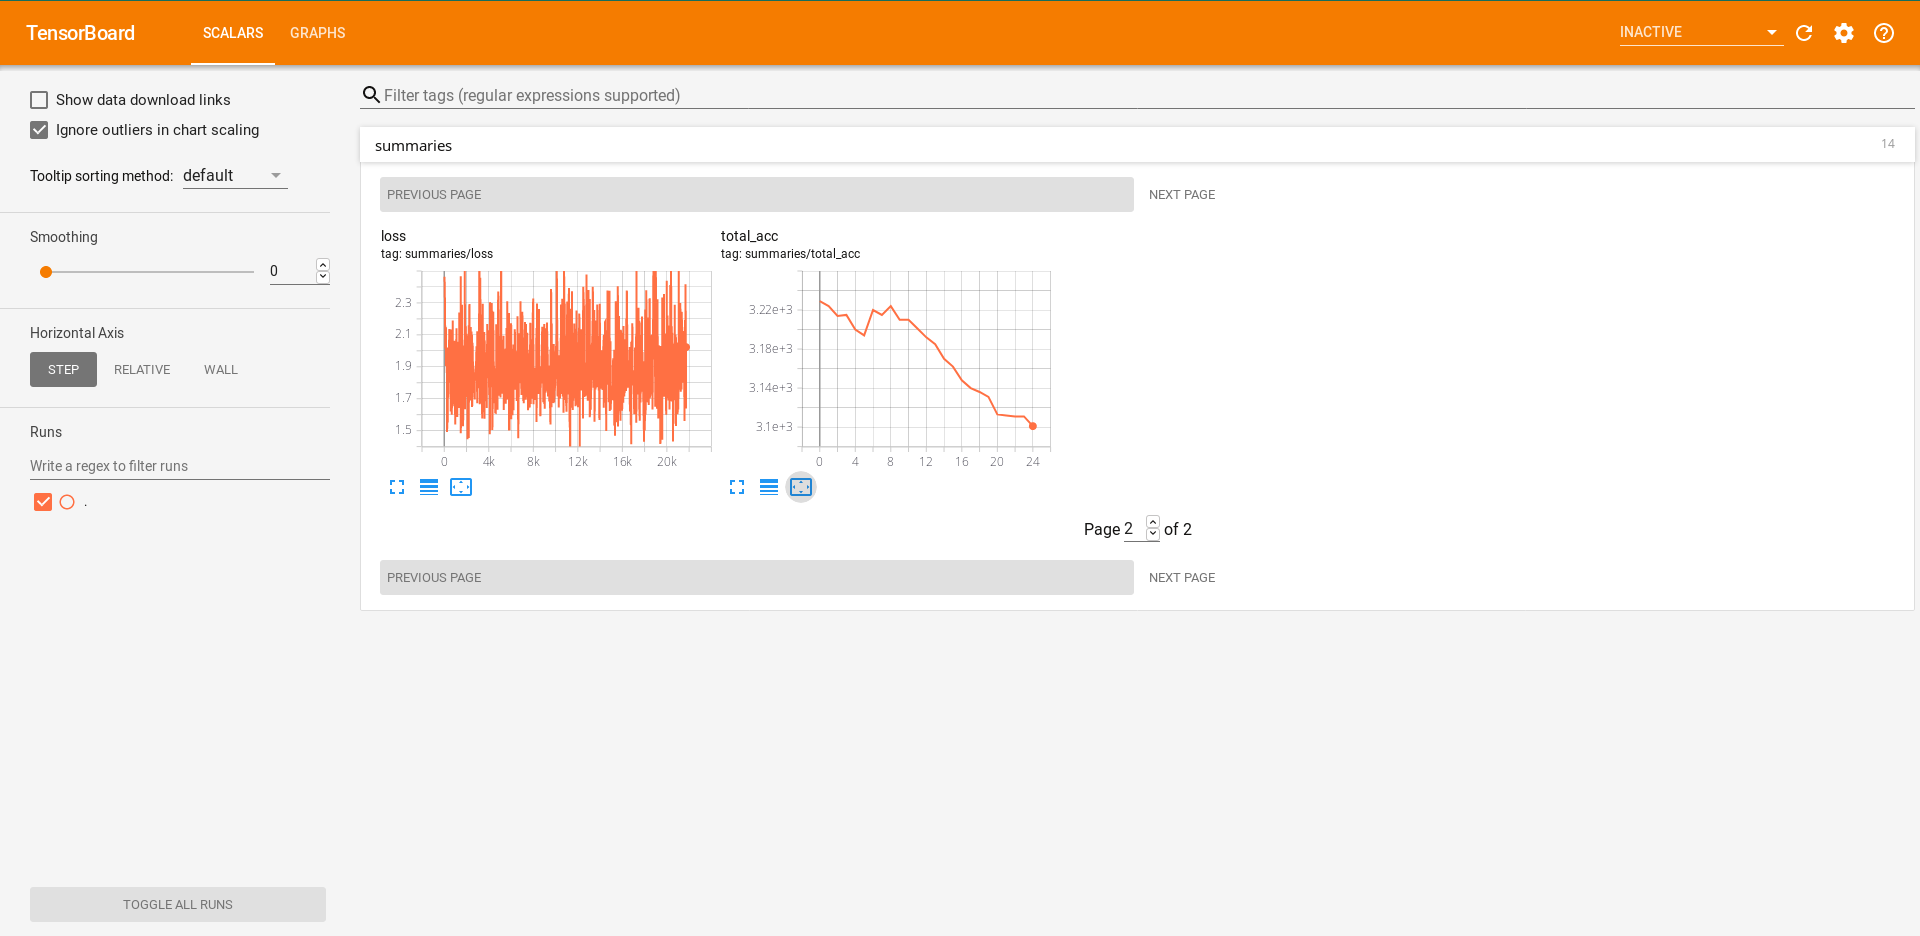 TensorBoard
SCALARS
GRAPHS
INACTIVE
Show data download links
Ignore outliers in chart scaling
Tooltip sorting method: default
Smoothing
0
Horizontal Axis
STEP
RELATIVE
WALL
Runs
Write a regex to filter runs
.
TOGGLE ALL RUNS
Filter tags (regular expressions supported)
summaries
14
PREVIOUS PAGE
NEXT PAGE
loss
tag: summaries/loss
2.3
2.1
1.9
1.7
1.5
0 4k 8k 12k 16k 20k
total_acc
tag: summaries/total_acc
3.22e+3
3.18e+3
3.14e+3
3.1e+3
0 4 8 12 16 20 24
Page 2 of 2
PREVIOUS PAGE
NEXT PAGE